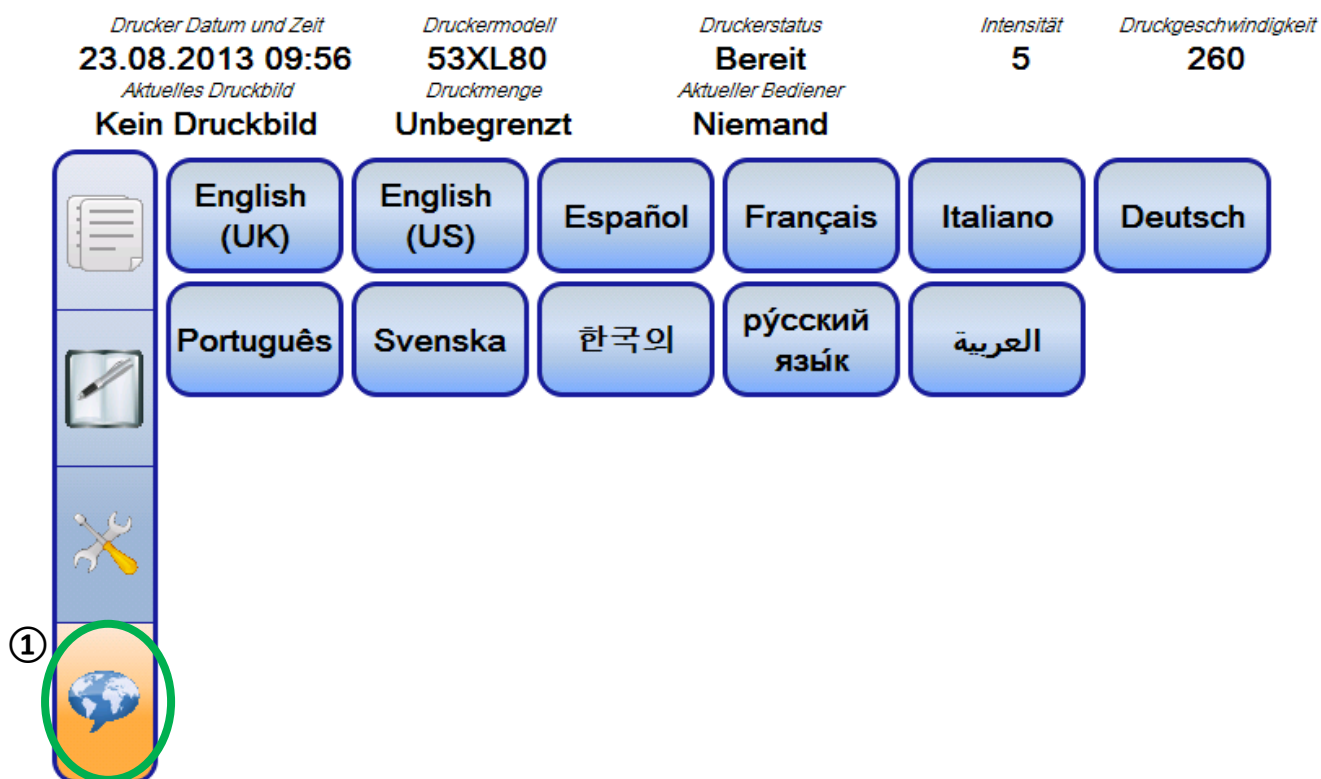 Drucker Datum und Zeit Druckermodell Druckerstatus Intensität Druckgeschwindigkeit
23.08.2013 09:56 53XL80 Bereit 5 260
Aktuelles Druckbild Druckmenge Aktueller Bediener
Kein Druckbild Unbegrenzt Niemand
English
(UK)
English
(US)
Español
Français
Italiano
Deutsch
Português
Svenska
한국의
ру́сский
язы́к
العربية
①